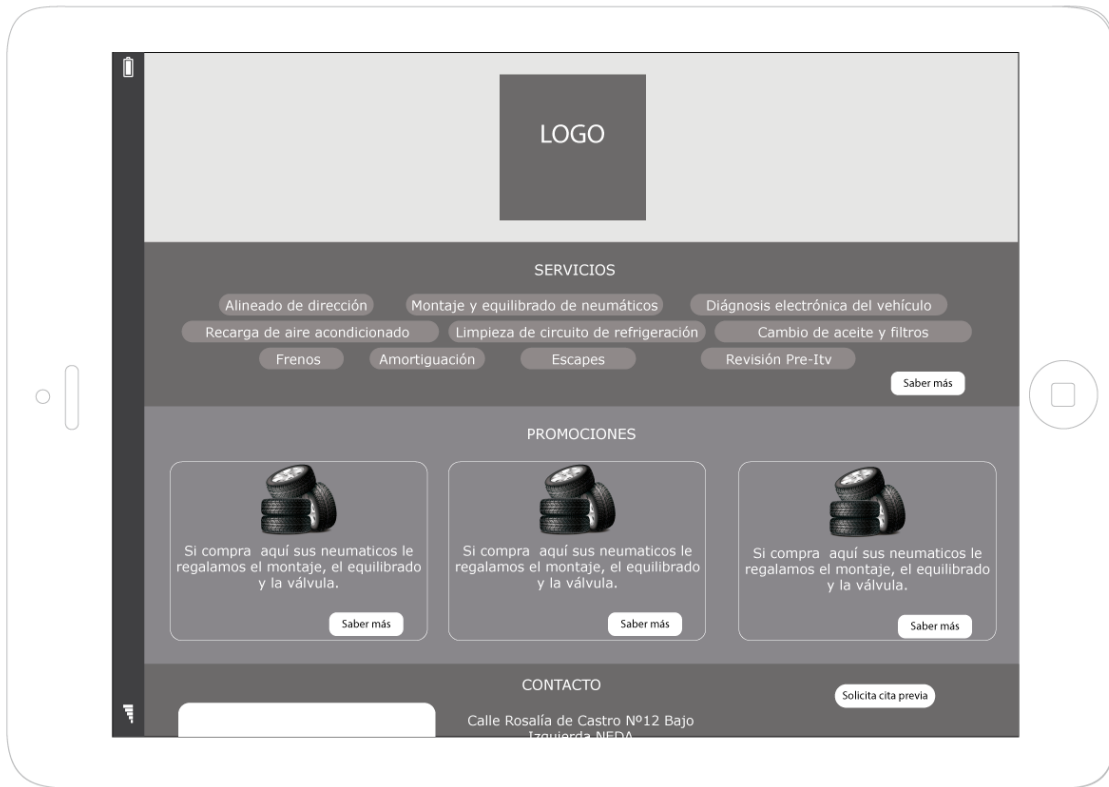 LOGO
SERVICIOS
Alineado de dirección
Montaje y equilibrado de neumáticos
Diágnosis electrónica del vehículo
Recarga de aire acondicionado
Limpieza de circuito de refrigeración
Cambio de aceite y filtros
Frenos
Amortiguación
Escapes
Revisión Pre-Itv
Saber más
PROMOCIONES
Si compra  aquí sus neumaticos le
regalamos el montaje, el equilibrado
y la válvula.
Saber más
Si compra  aquí sus neumaticos le
regalamos el montaje, el equilibrado
y la válvula.
Saber más
Si compra  aquí sus neumaticos le
regalamos el montaje, el equilibrado
y la válvula.
Saber más
CONTACTO
Solicita cita previa
Calle Rosalía de Castro Nº12 Bajo
Izquierda NEDA